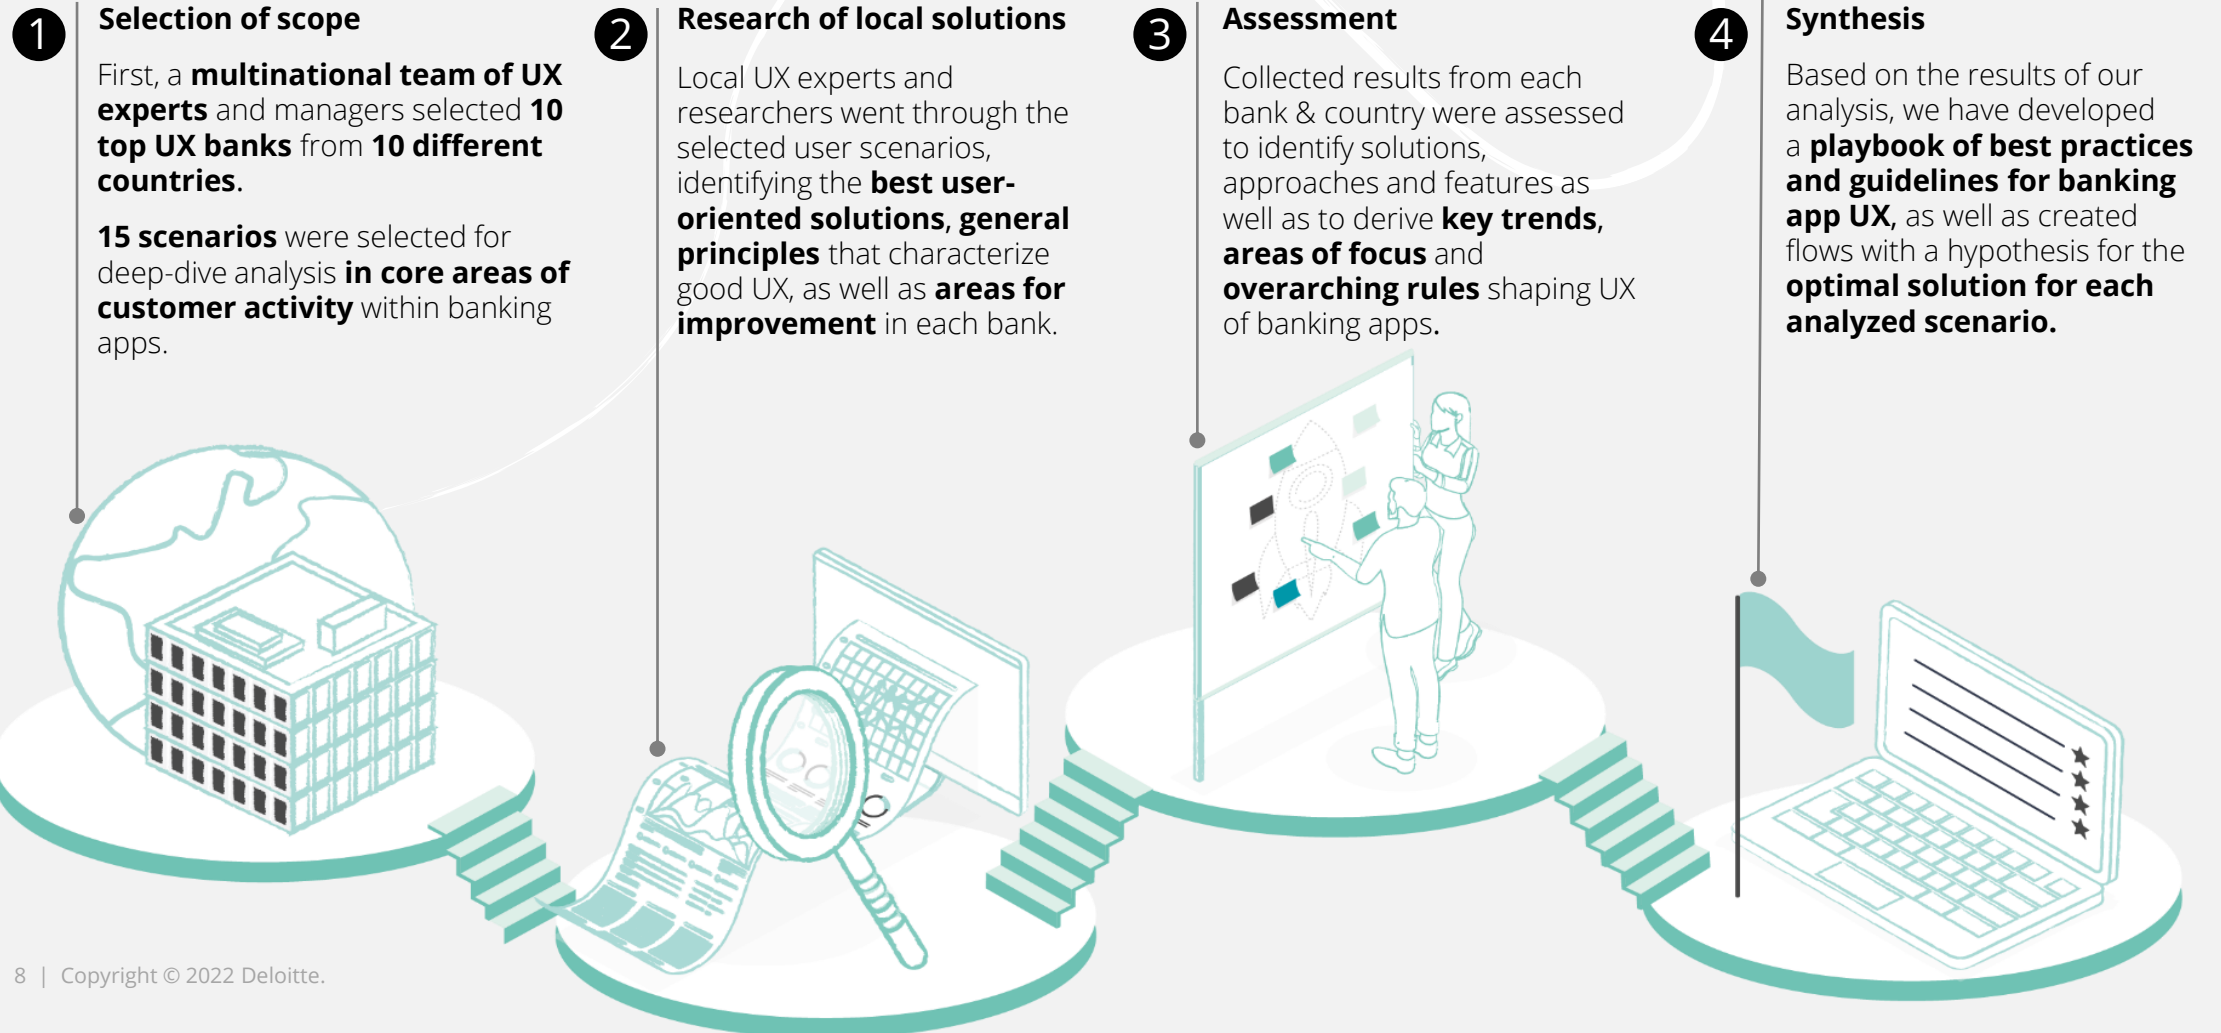 1
Selection of scope
First, a multinational team of UX
experts and managers selected 10
top UX banks from 10 different
countries.
15 scenarios were selected for
deep-dive analysis in core areas of
customer activity within banking
apps.
2
Research of local solutions
Local UX experts and
researchers went through the
selected user scenarios,
identifying the best user-
oriented solutions, general
principles that characterize
good UX, as well as areas for
improvement in each bank.
3
Assessment
Collected results from each
bank & country were assessed
to identify solutions,
approaches and features as
well as to derive key trends,
areas of focus and
overarching rules shaping UX
of banking apps.
4
Synthesis
Based on the results of our
analysis, we have developed
a playbook of best practices
and guidelines for banking
app UX, as well as created
flows with a hypothesis for the
optimal solution for each
analyzed scenario.
8 | Copyright © 2022 Deloitte.